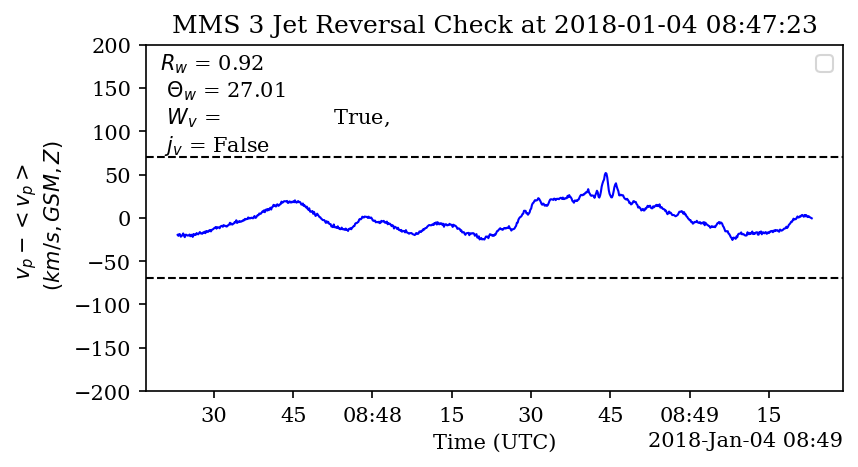 MMS 3 Jet Reversal Check at 2018-01-04 08:47:23
R_w = 0.92
Θ_w = 27.01
W_v = True,
j_v = False
v_p − <v_p>
(km/s, GSM, Z)
200
150
100
50
0
−50
−100
−150
−200
30 45 08:48 15 30 45 08:49 15
Time (UTC)
2018-Jan-04 08:49